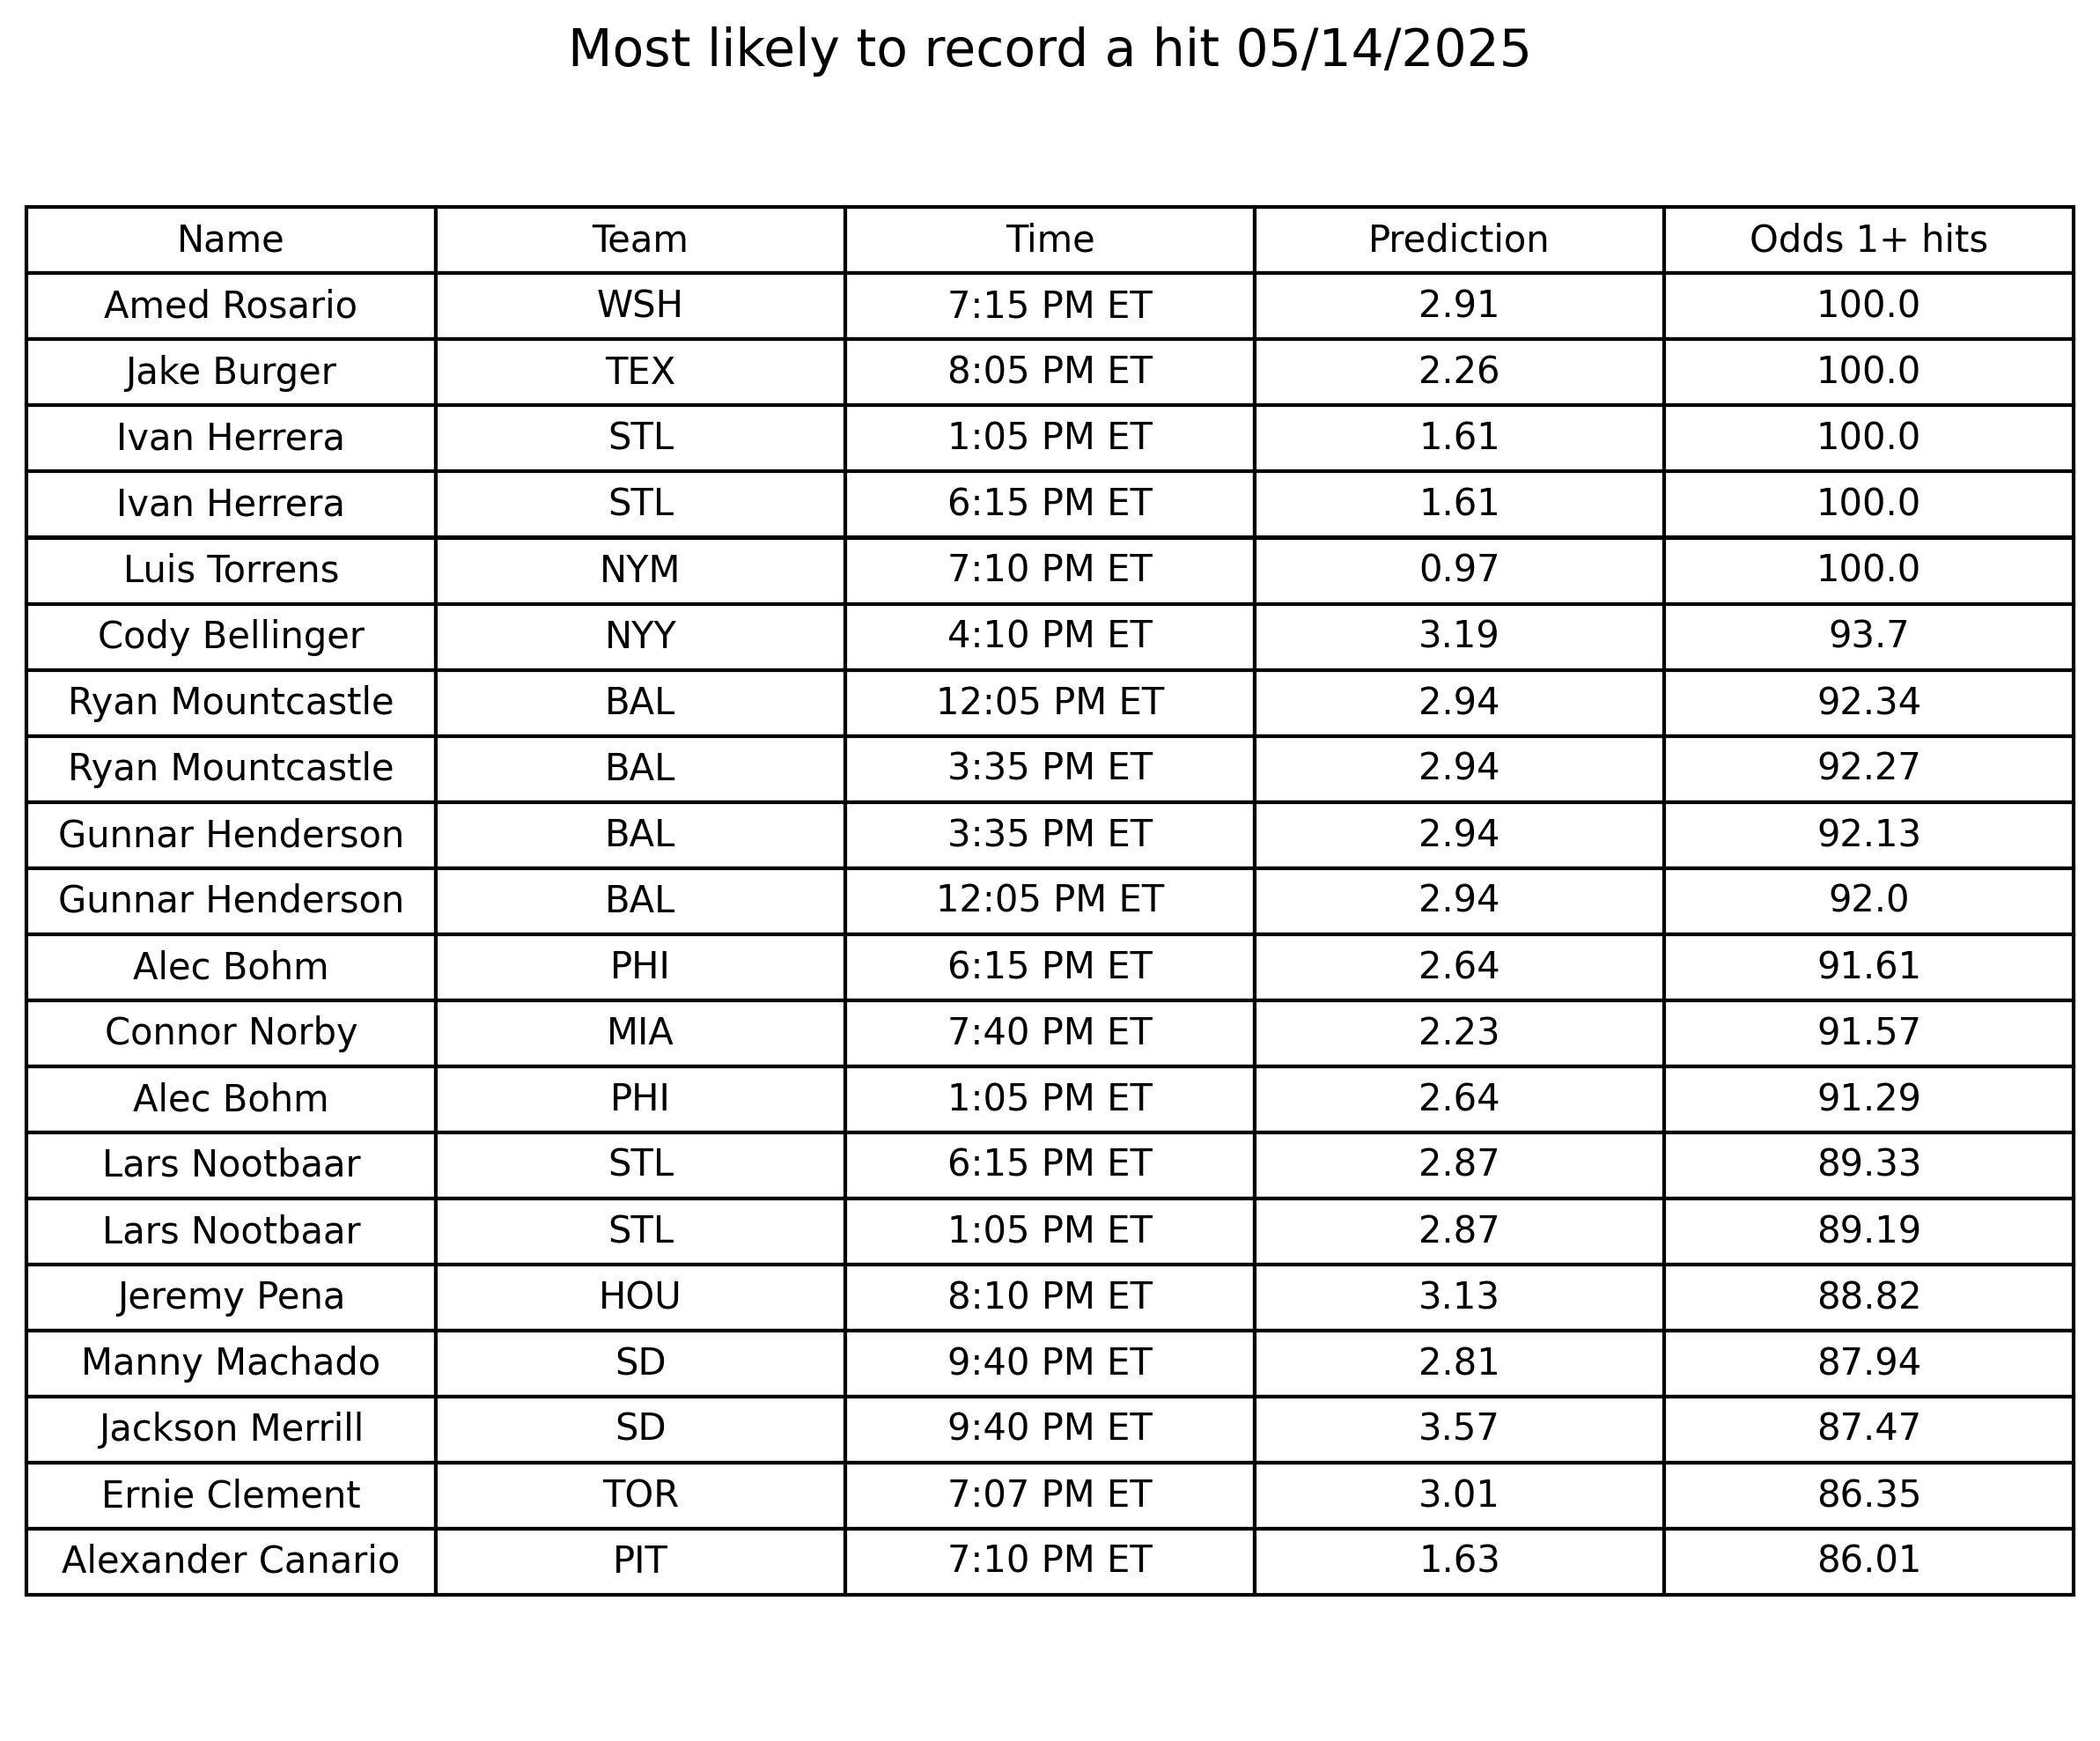 Most likely to record a hit 05/14/2025
Name Team Time Prediction Odds 1+ hits
Amed Rosario WSH 7:15 PM ET 2.91 100.0
Jake Burger TEX 8:05 PM ET 2.26 100.0
Ivan Herrera STL 1:05 PM ET 1.61 100.0
Ivan Herrera STL 6:15 PM ET 1.61 100.0
Luis Torrens NYM 7:10 PM ET 0.97 100.0
Cody Bellinger NYY 4:10 PM ET 3.19 93.7
Ryan Mountcastle BAL 12:05 PM ET 2.94 92.34
Ryan Mountcastle BAL 3:35 PM ET 2.94 92.27
Gunnar Henderson BAL 3:35 PM ET 2.94 92.13
Gunnar Henderson BAL 12:05 PM ET 2.94 92.0
Alec Bohm PHI 6:15 PM ET 2.64 91.61
Connor Norby MIA 7:40 PM ET 2.23 91.57
Alec Bohm PHI 1:05 PM ET 2.64 91.29
Lars Nootbaar STL 6:15 PM ET 2.87 89.33
Lars Nootbaar STL 1:05 PM ET 2.87 89.19
Jeremy Pena HOU 8:10 PM ET 3.13 88.82
Manny Machado SD 9:40 PM ET 2.81 87.94
Jackson Merrill SD 9:40 PM ET 3.57 87.47
Ernie Clement TOR 7:07 PM ET 3.01 86.35
Alexander Canario PIT 7:10 PM ET 1.63 86.01